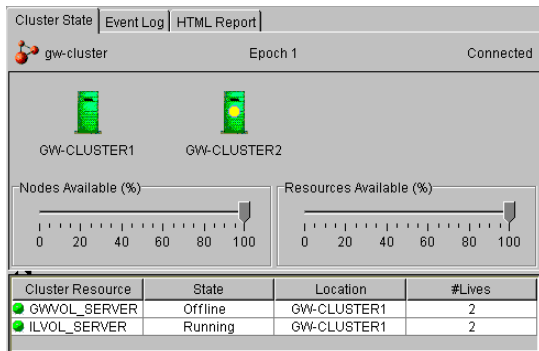 Cluster State Event Log HTML Report
gw-cluster Epoch 1 Connected
GW-CLUSTER1 GW-CLUSTER2
Nodes Available (%) Resources Available (%)
0 20 40 60 80 100 0 20 40 60 80 100
Cluster Resource State Location #Lives
GWVOL_SERVER Offline GW-CLUSTER1 2
ILVOL_SERVER Running GW-CLUSTER1 2